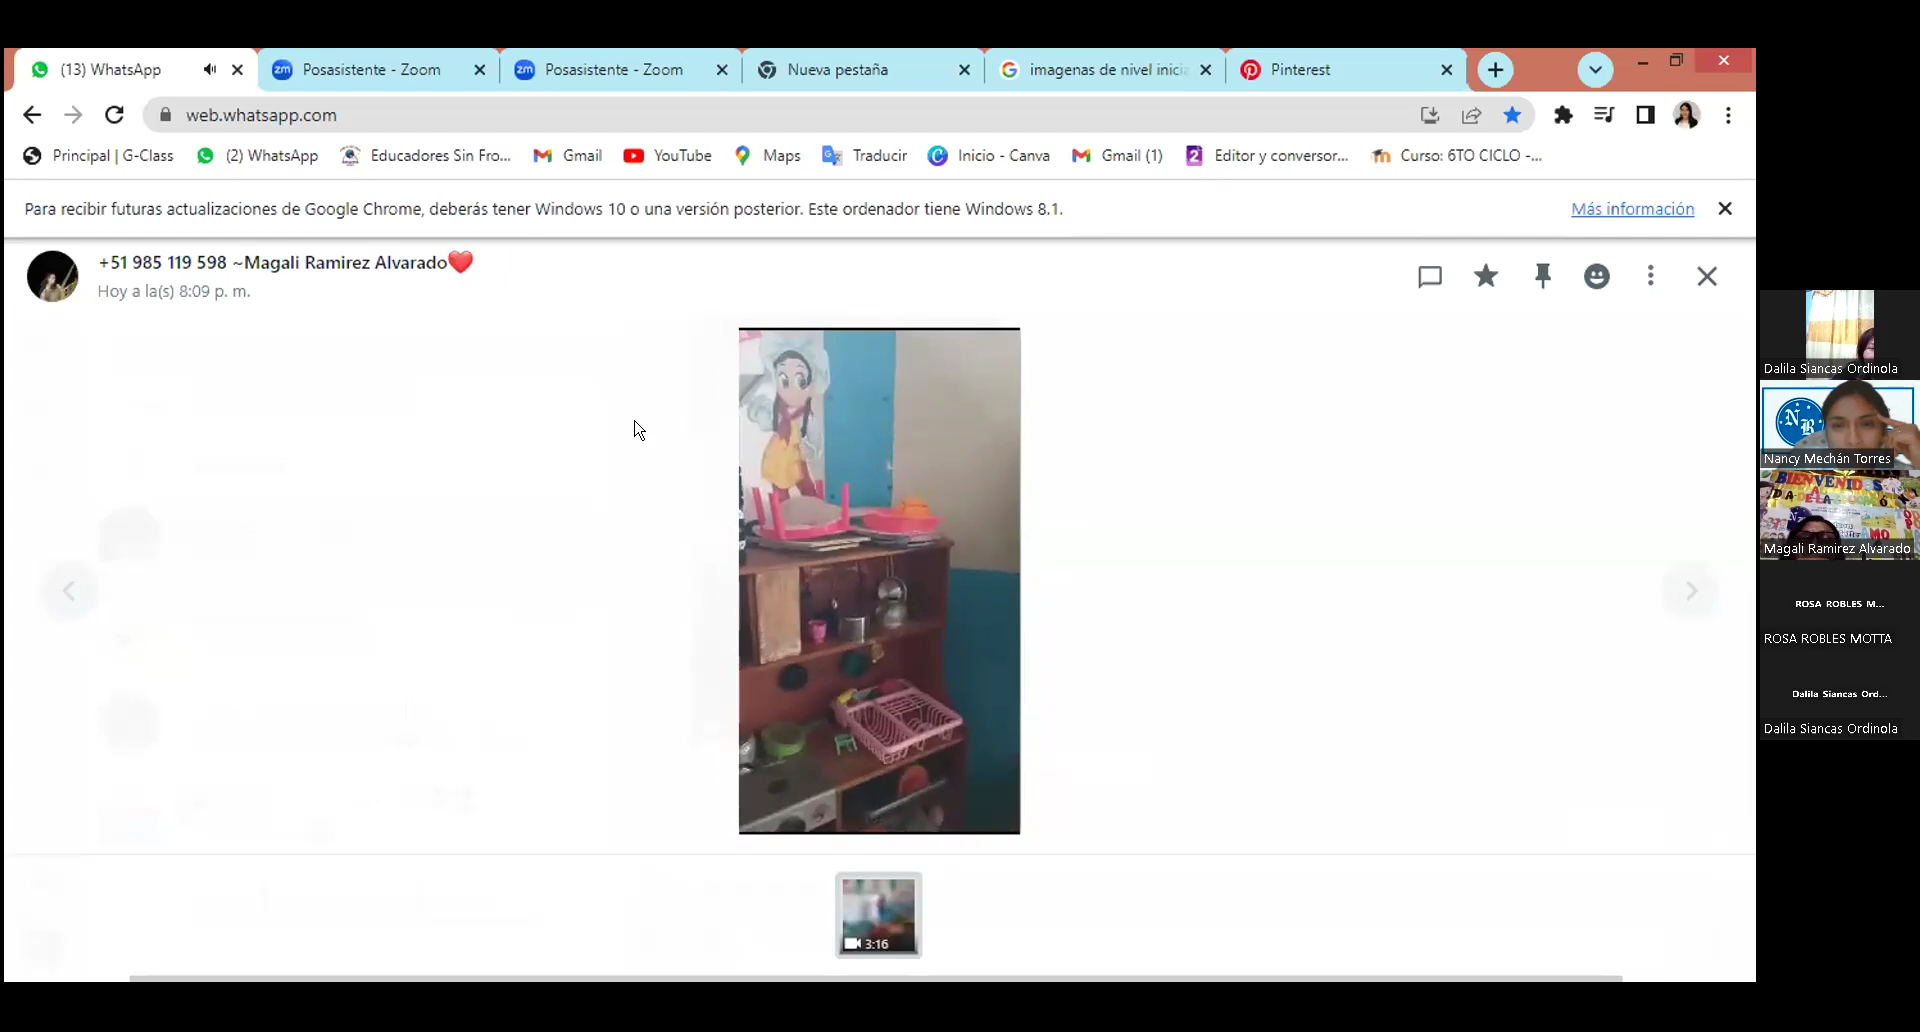 (13) WhatsApp
Posasistente - Zoom
Posasistente - Zoom
Nueva pestaña
imagenes de nivel inici
Pinterest
web.whatsapp.com
Principal | G-Class
(2) WhatsApp
Educadores Sin Fro...
Gmail
YouTube
Maps
Traducir
Inicio - Canva
Gmail (1)
Editor y conversor...
Curso: 6TO CICLO -...
Para recibir futuras actualizaciones de Google Chrome, deberás tener Windows 10 o una versión posterior. Este ordenador tiene Windows 8.1.
Más información
+51 985 119 598 ~Magali Ramirez Alvarado❤️
Hoy a la(s) 8:09 p. m.
3:16
Dalila Siancas Ordinola
NB
Nancy Mechán Torres
BIENVENIDOS
Magali Ramirez Alvarado
ROSA ROBLES M...
ROSA ROBLES MOTTA
Dalila Siancas Ord...
Dalila Siancas Ordinola